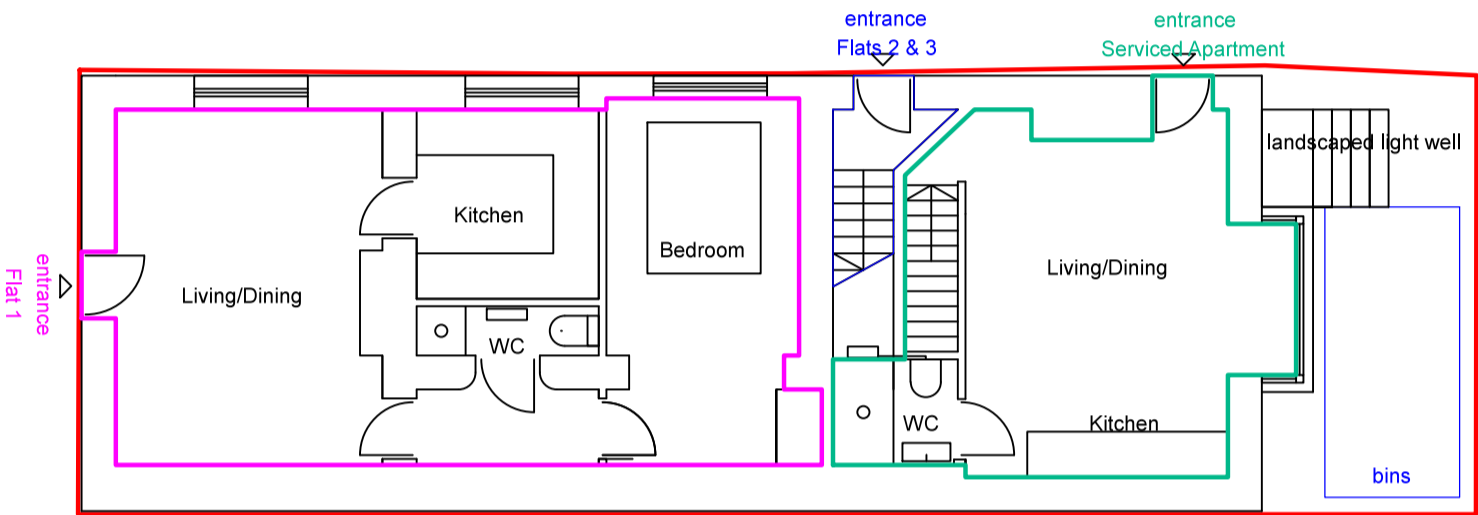 entrance
Flats 2 & 3
entrance
Serviced Apartment
landscaped light well
Kitchen
Bedroom
Living/Dining
Living/Dining
entrance
Flat 1
WC
WC
Kitchen
bins